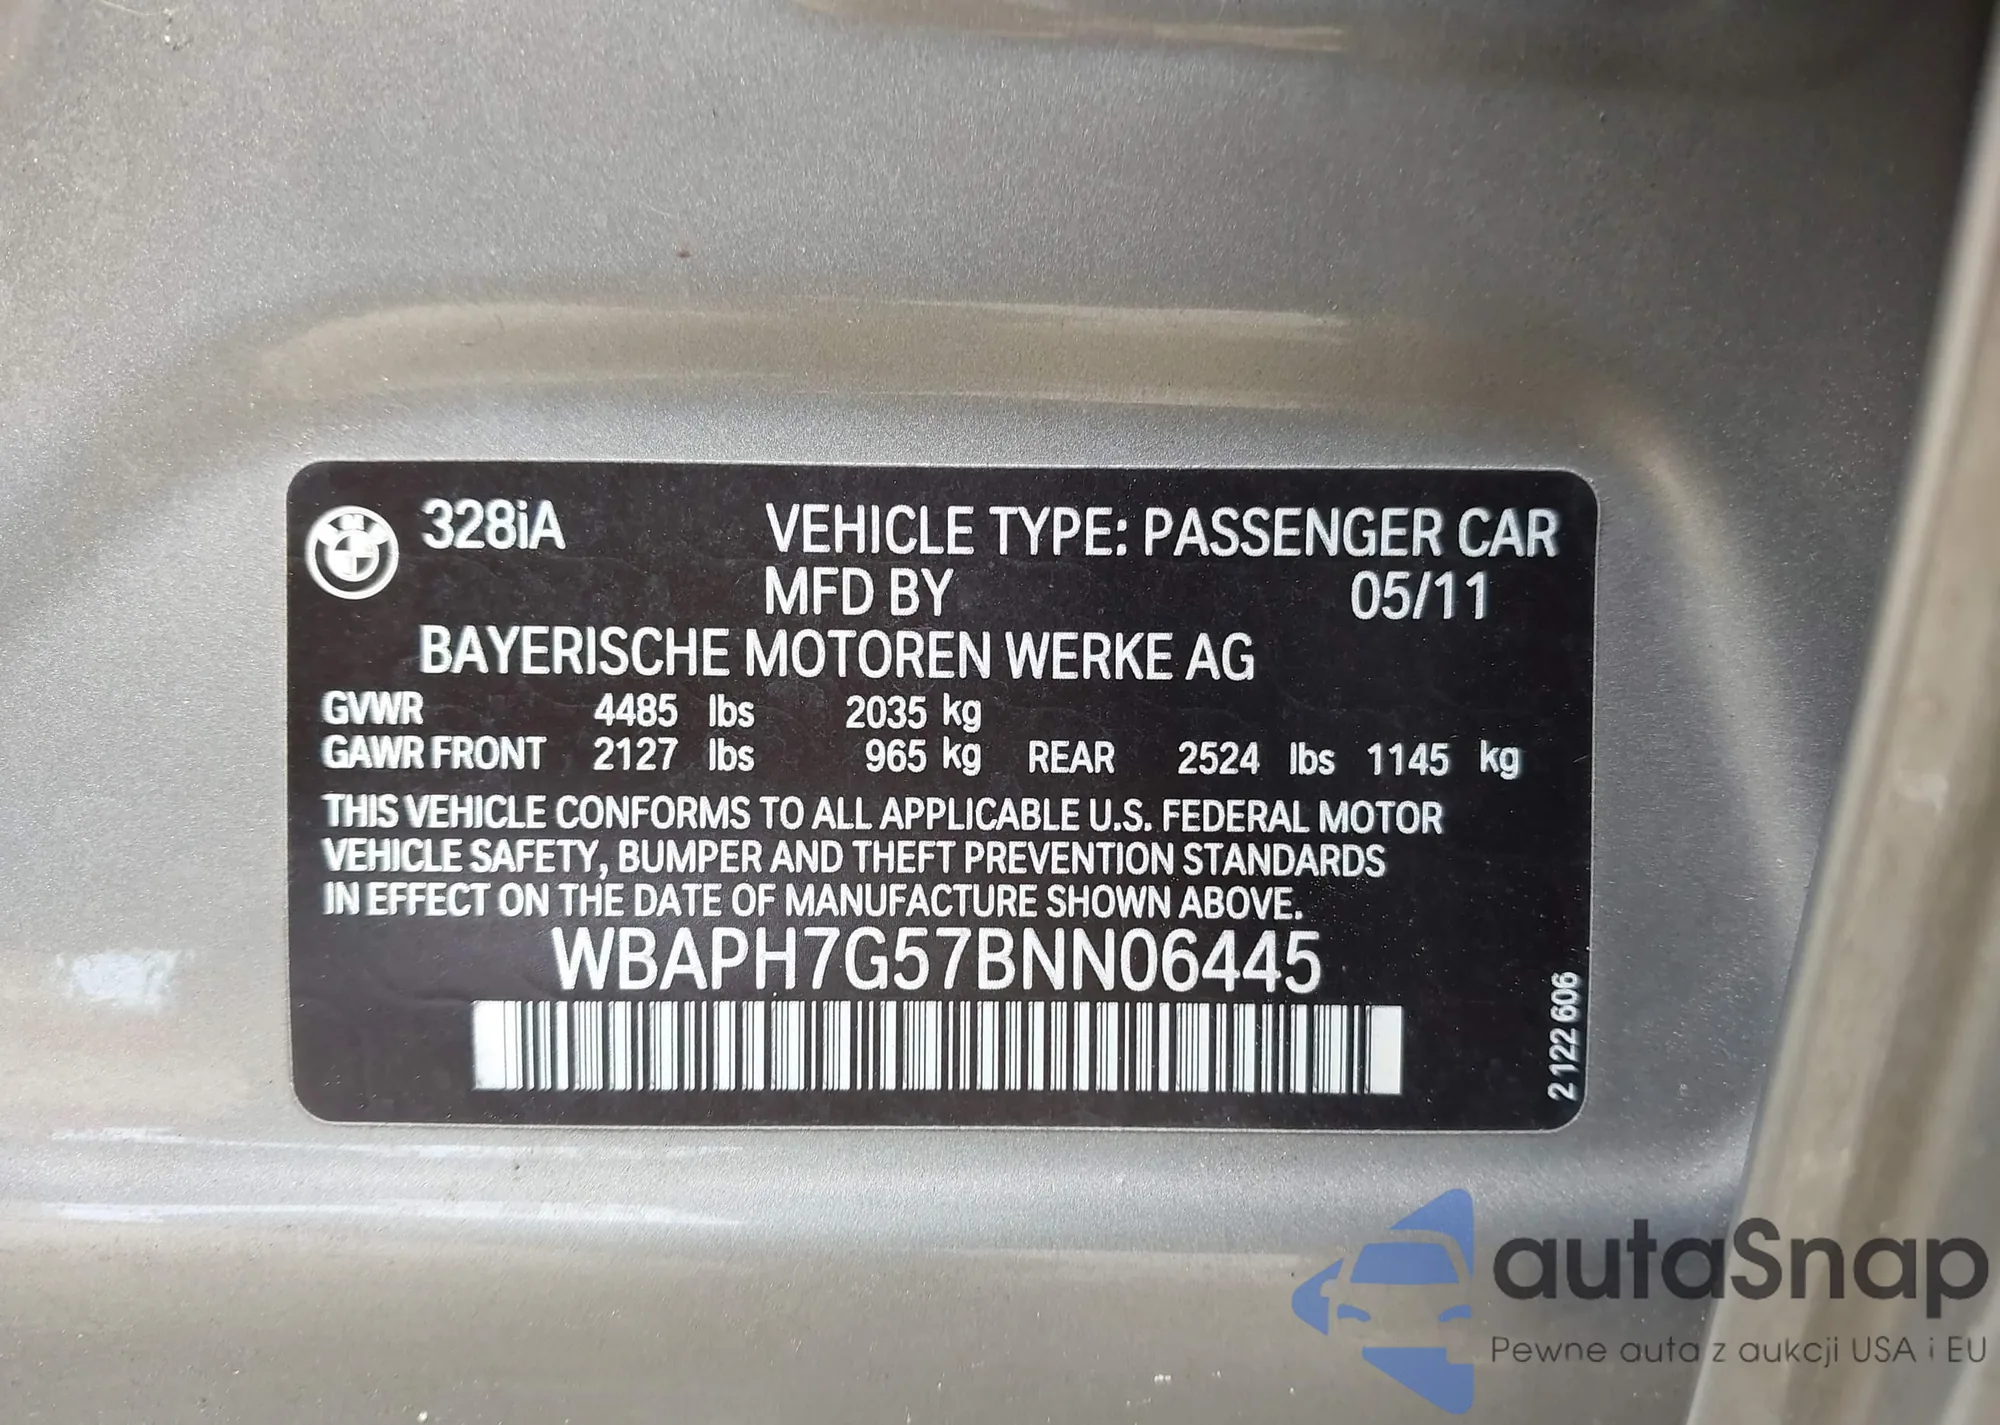 328iA VEHICLE TYPE: PASSENGER CAR
MFD BY 05/11
BAYERISCHE MOTOREN WERKE AG
GVWR 4485 lbs 2035 kg
GAWR FRONT 2127 lbs 965 kg REAR 2524 lbs 1145 kg
THIS VEHICLE CONFORMS TO ALL APPLICABLE U.S. FEDERAL MOTOR
VEHICLE SAFETY, BUMPER AND THEFT PREVENTION STANDARDS
IN EFFECT ON THE DATE OF MANUFACTURE SHOWN ABOVE.
WBAPH7G57BNN06445
2 122 606
autaSnap
Pewne auta z aukcji USA i EU